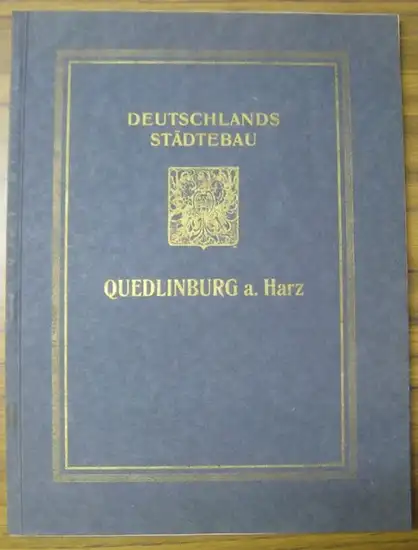 DEUTSCHLANDS
STÄDTEBAU
QUEDLINBURG a. Harz